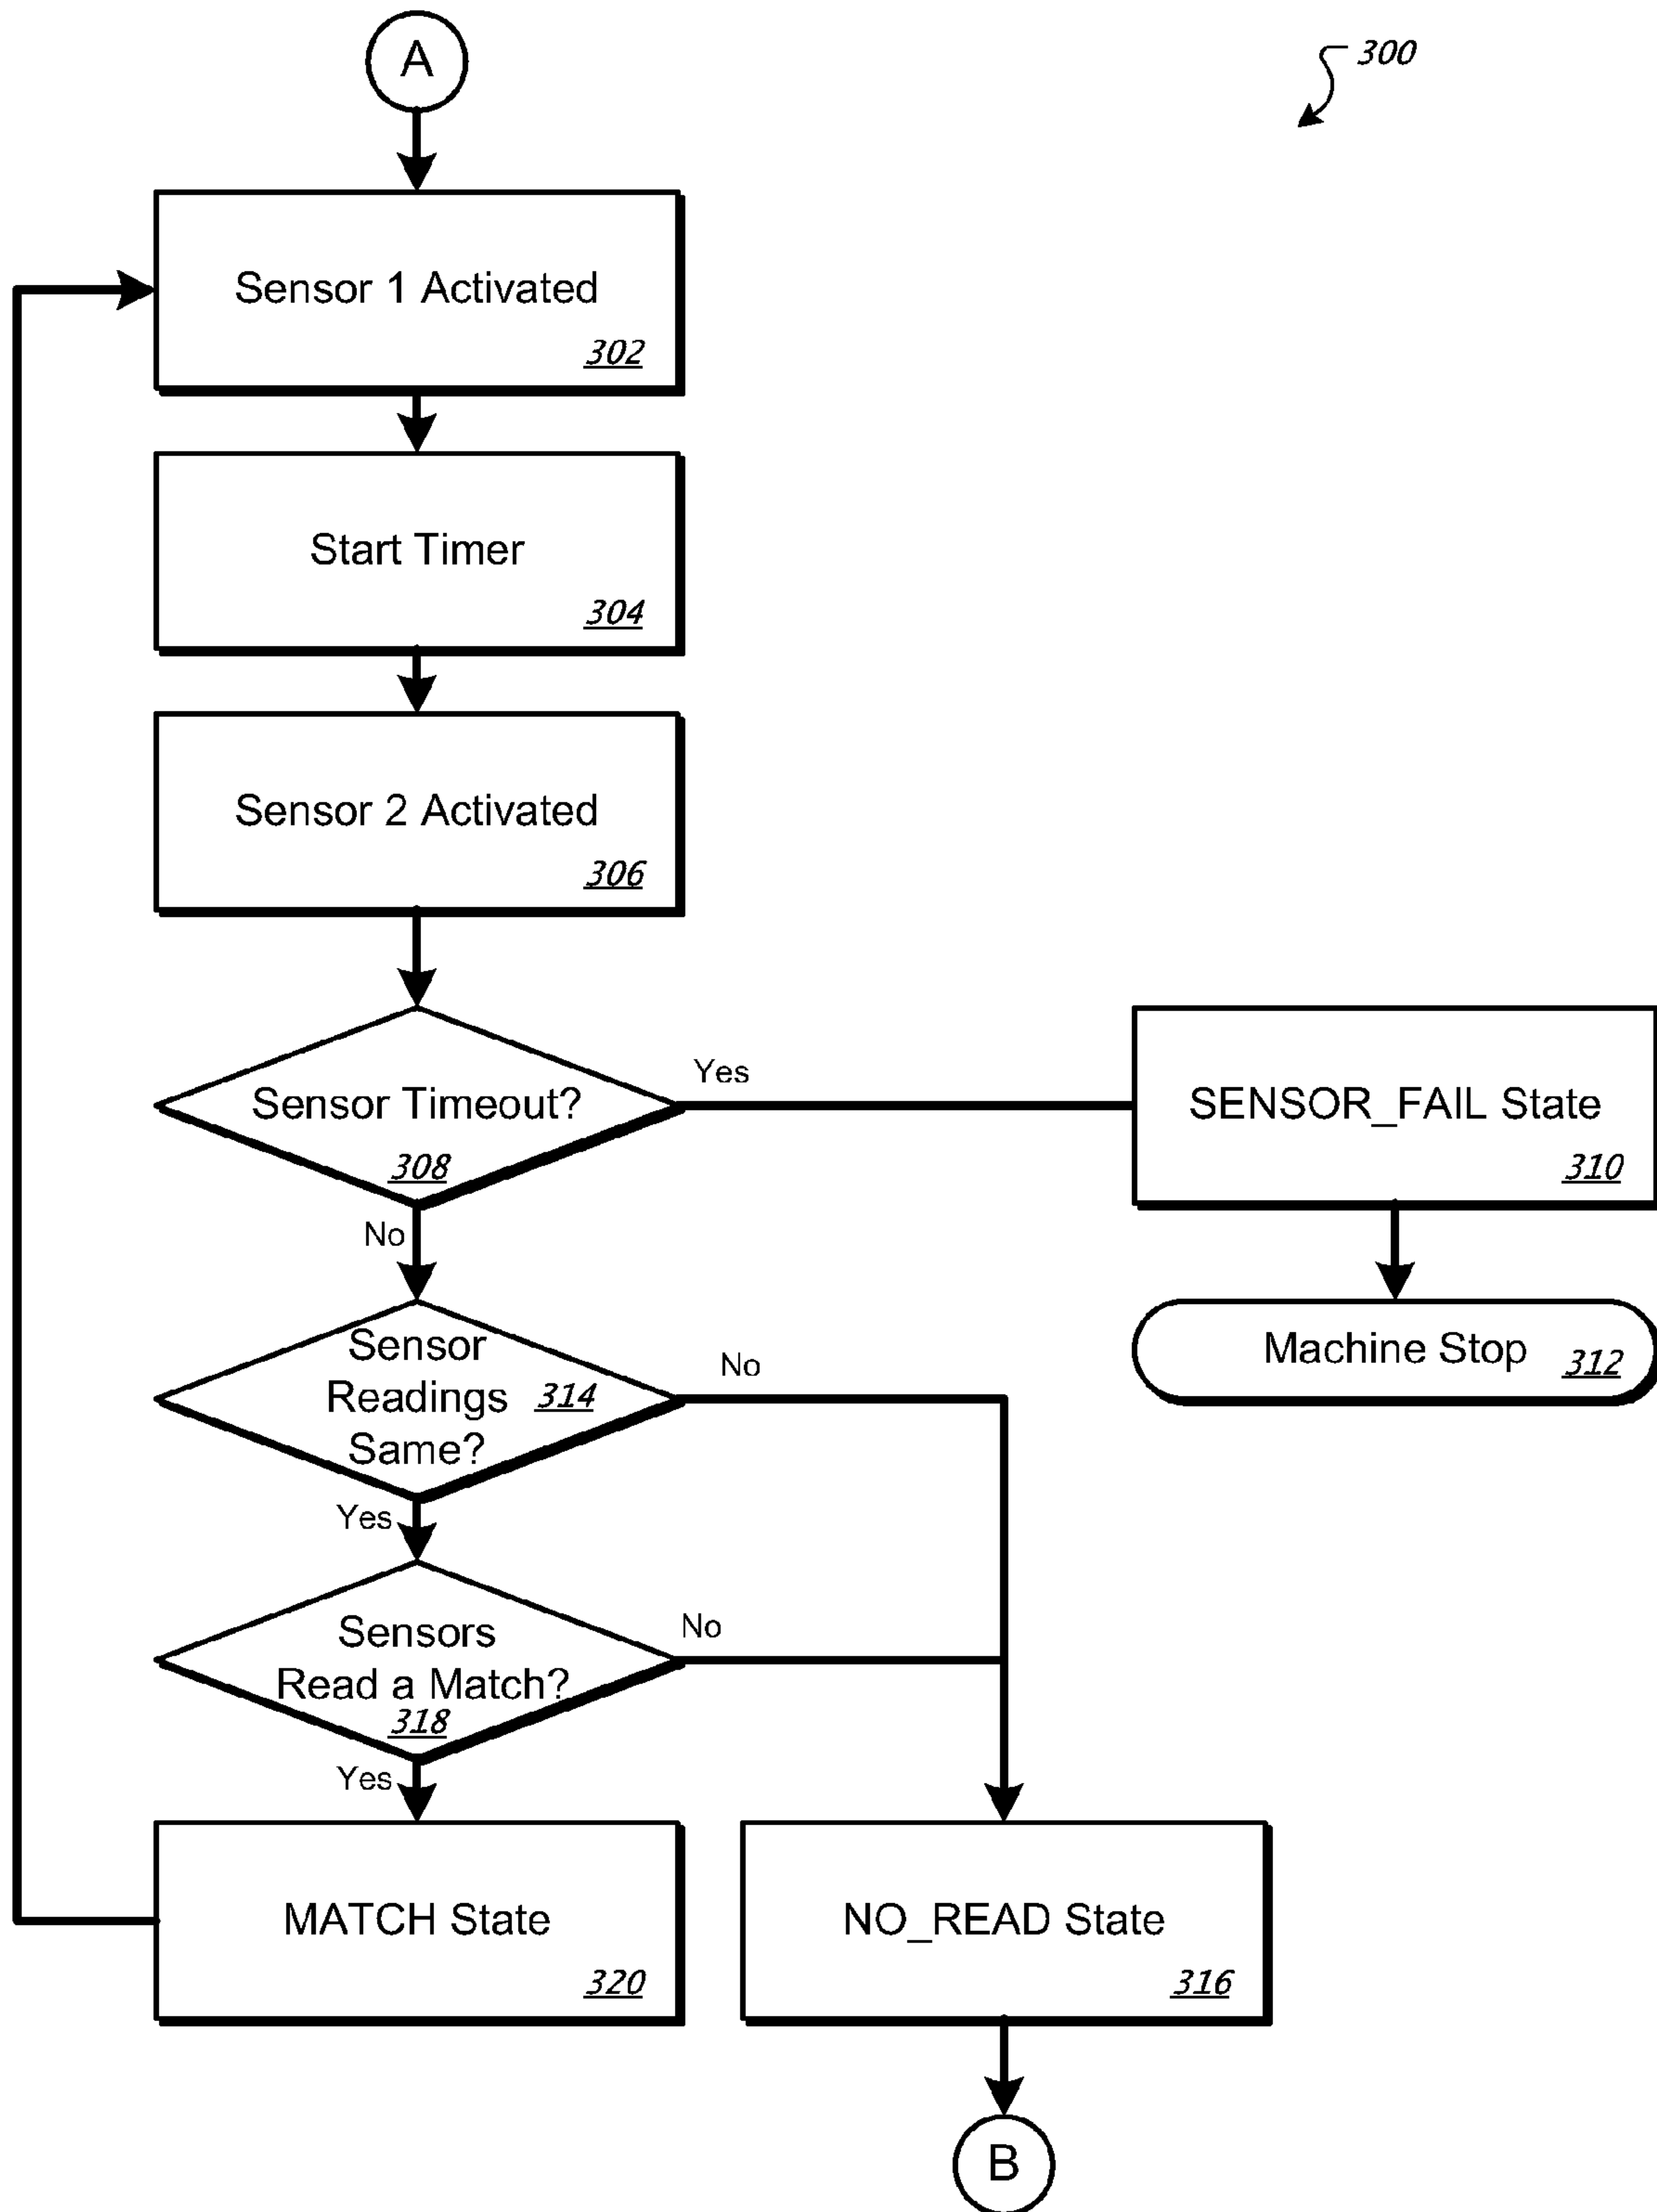 A
300
Sensor 1 Activated
302
Start Timer
304
Sensor 2 Activated
306
Sensor Timeout?
308
Yes
SENSOR_FAIL State
310
No
Machine Stop 312
Sensor
Readings 314
Same?
No
Yes
Sensors
Read a Match?
318
No
Yes
MATCH State
320
NO_READ State
316
B